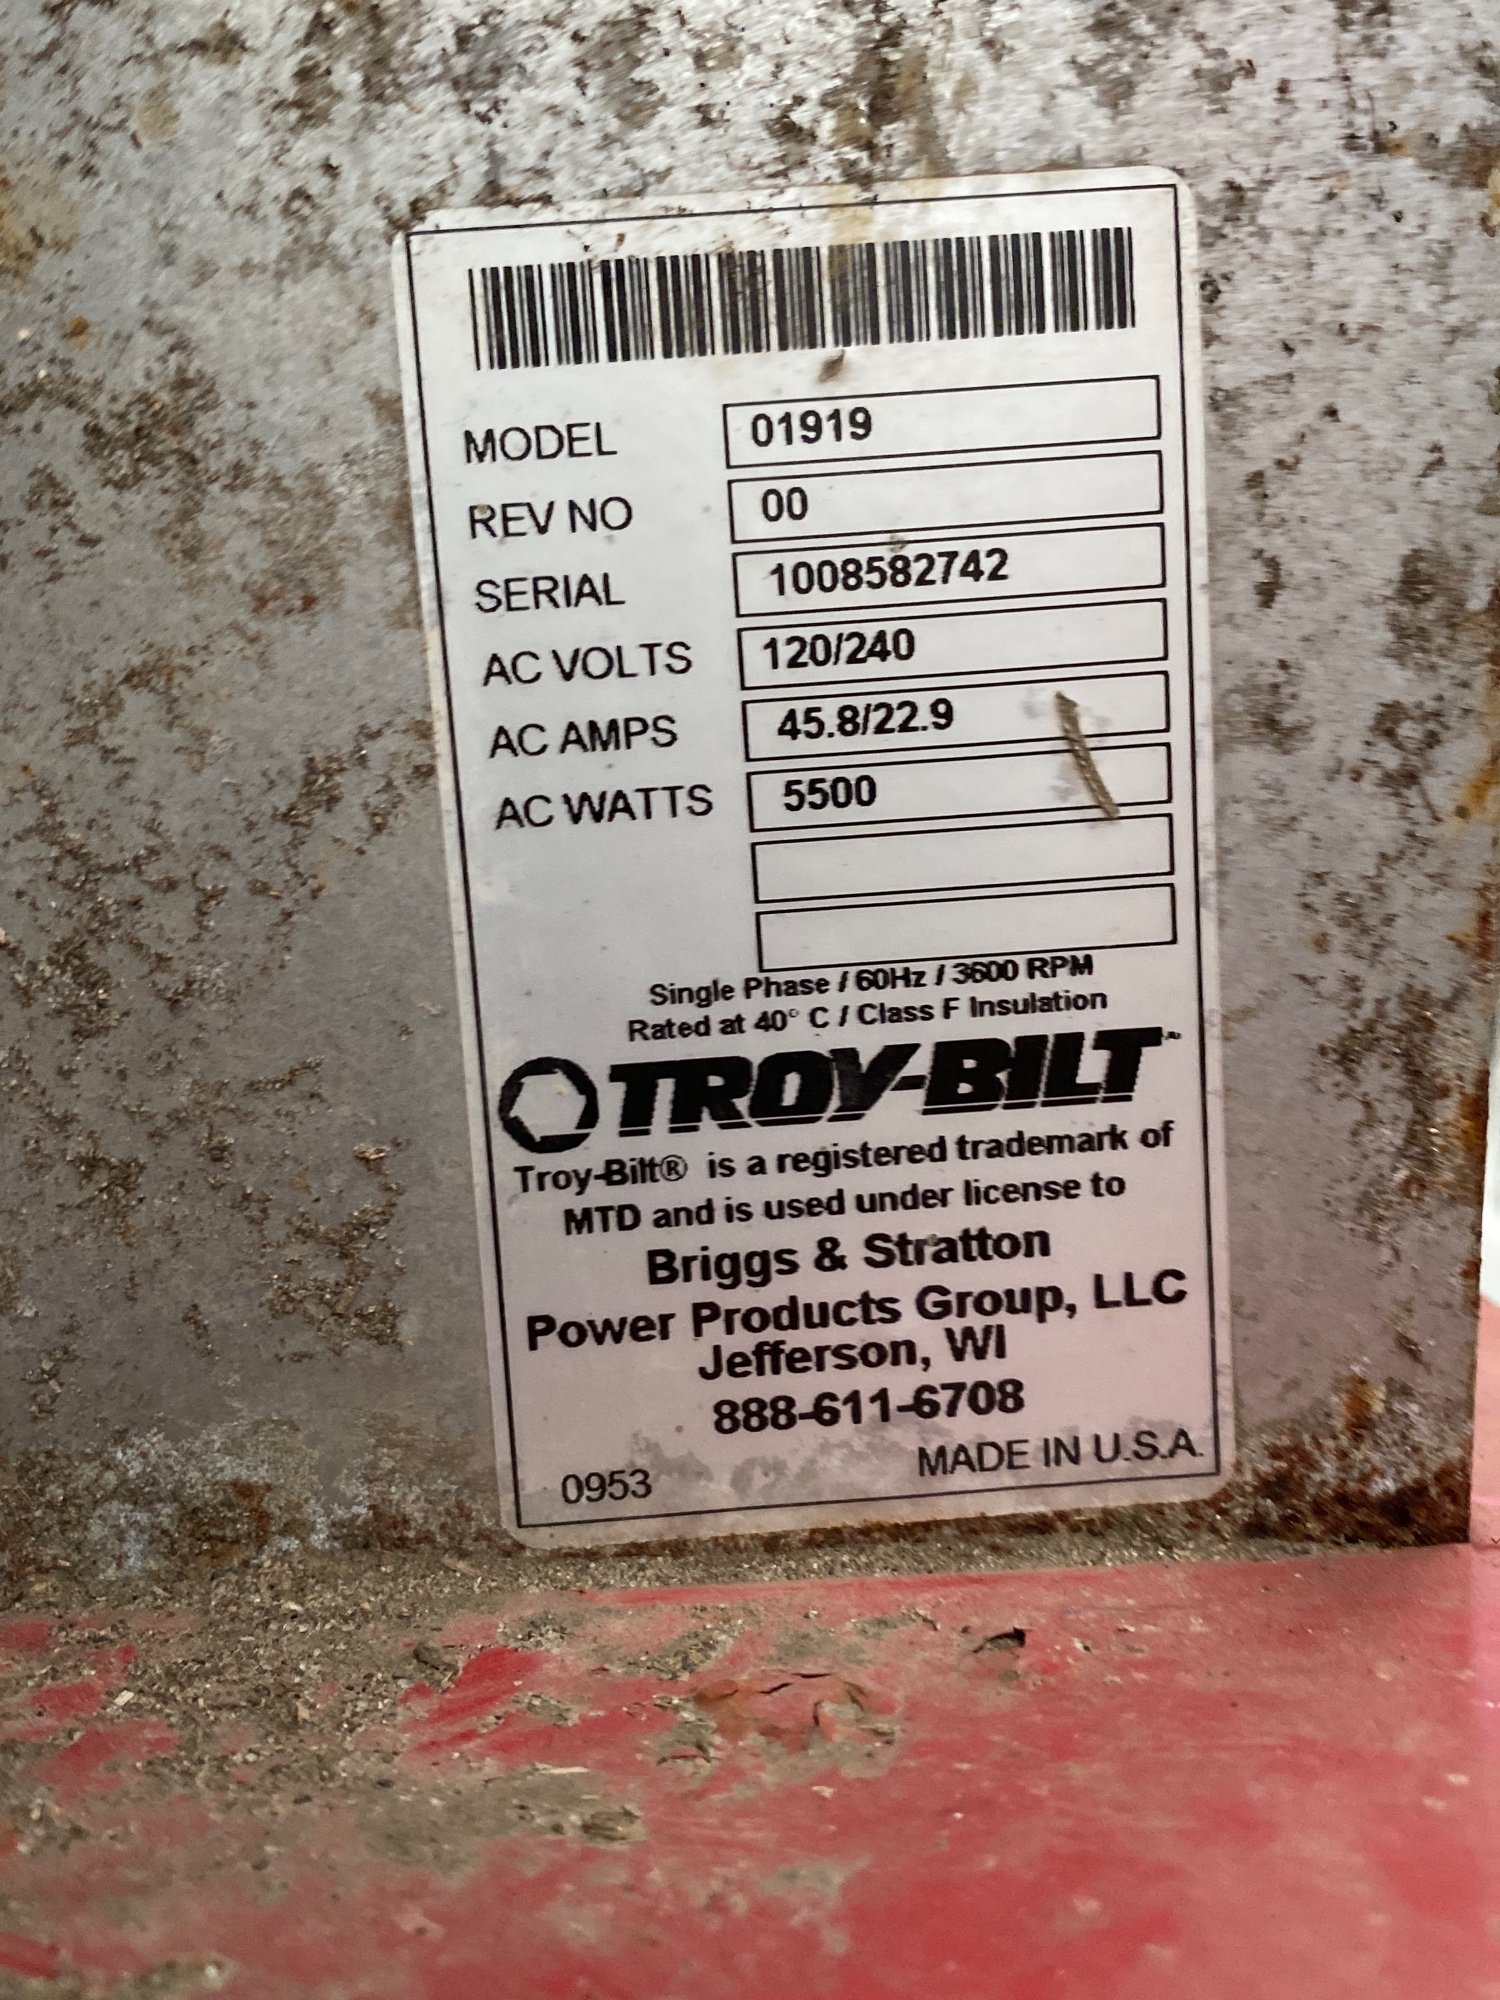 MODEL 01919
REV NO 00
SERIAL 1008582742
AC VOLTS 120/240
AC AMPS 45.8/22.9
AC WATTS 5500
Single Phase / 60Hz / 3600 RPM
Rated at 40° C / Class F Insulation
TROY-BILT™
Troy-Bilt® is a registered trademark of
MTD and is used under license to
Briggs & Stratton
Power Products Group, LLC
Jefferson, WI
888-611-6708
0953 MADE IN U.S.A.